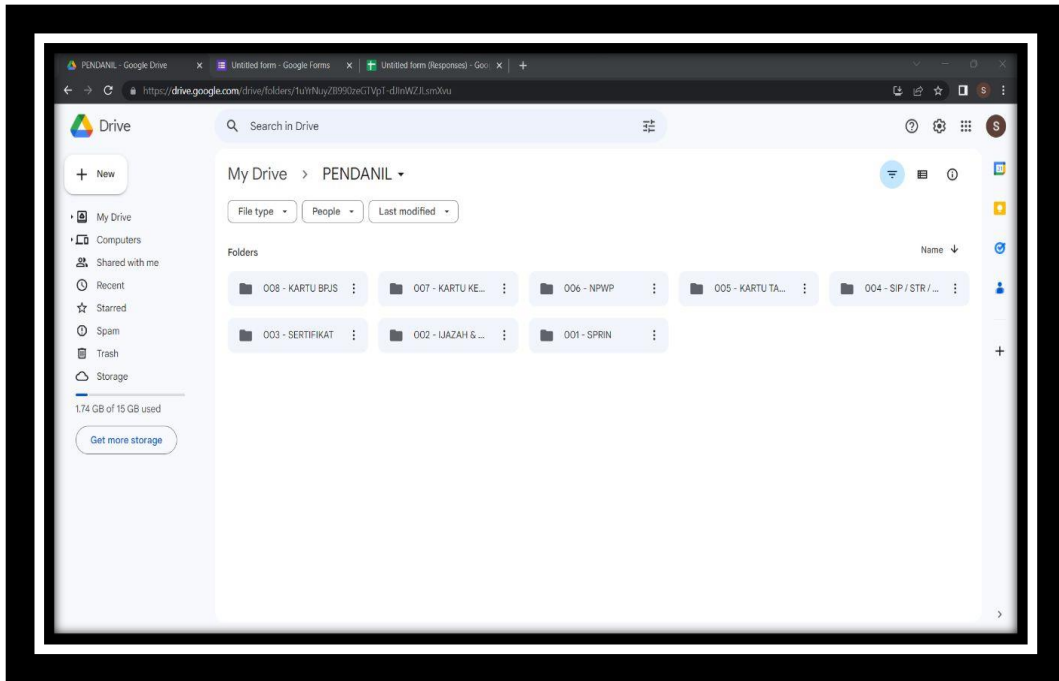 PENDANIL - Google Drive
Untitled form - Google Forms
Untitled form (Responses) - Goo
Drive
Search in Drive
S
New
My Drive > PENDANIL
File type
People
Last modified
My Drive
Computers
Shared with me
Recent
Starred
Spam
Trash
Storage
1.74 GB of 15 GB used
Get more storage
Folders
Name
008 - KARTU BPJS
007 - KARTU KE...
006 - NPWP
005 - KARTU TA...
004 - SIP / STR / ...
003 - SERTIFIKAT
002 - IJAZAH & ...
001 - SPRIN